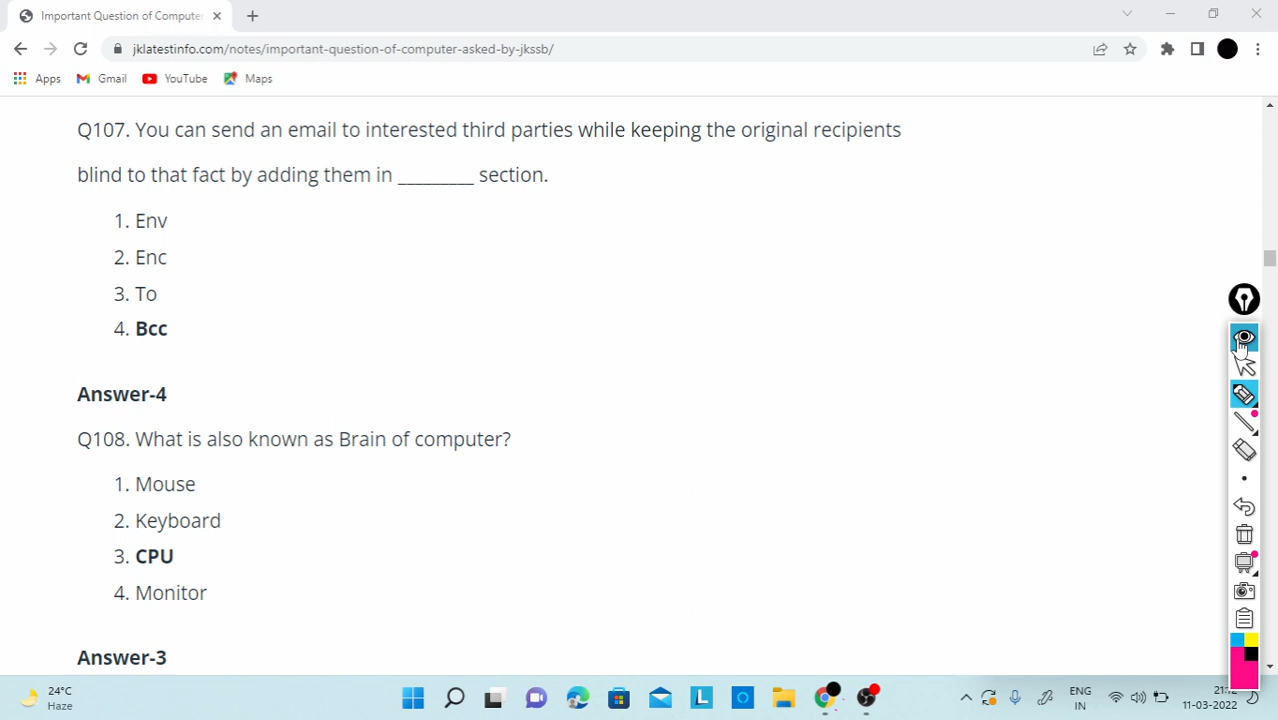 Important Question of Computer
jklatestinfo.com/notes/important-question-of-computer-asked-by-jkssb/
Apps Gmail YouTube Maps
Q107. You can send an email to interested third parties while keeping the original recipients
blind to that fact by adding them in _________ section.
1. Env
2. Enc
3. To
4. Bcc
Answer-4
Q108. What is also known as Brain of computer?
1. Mouse
2. Keyboard
3. CPU
4. Monitor
Answer-3
24°C
Haze
L
ENG
IN
11-03-2022